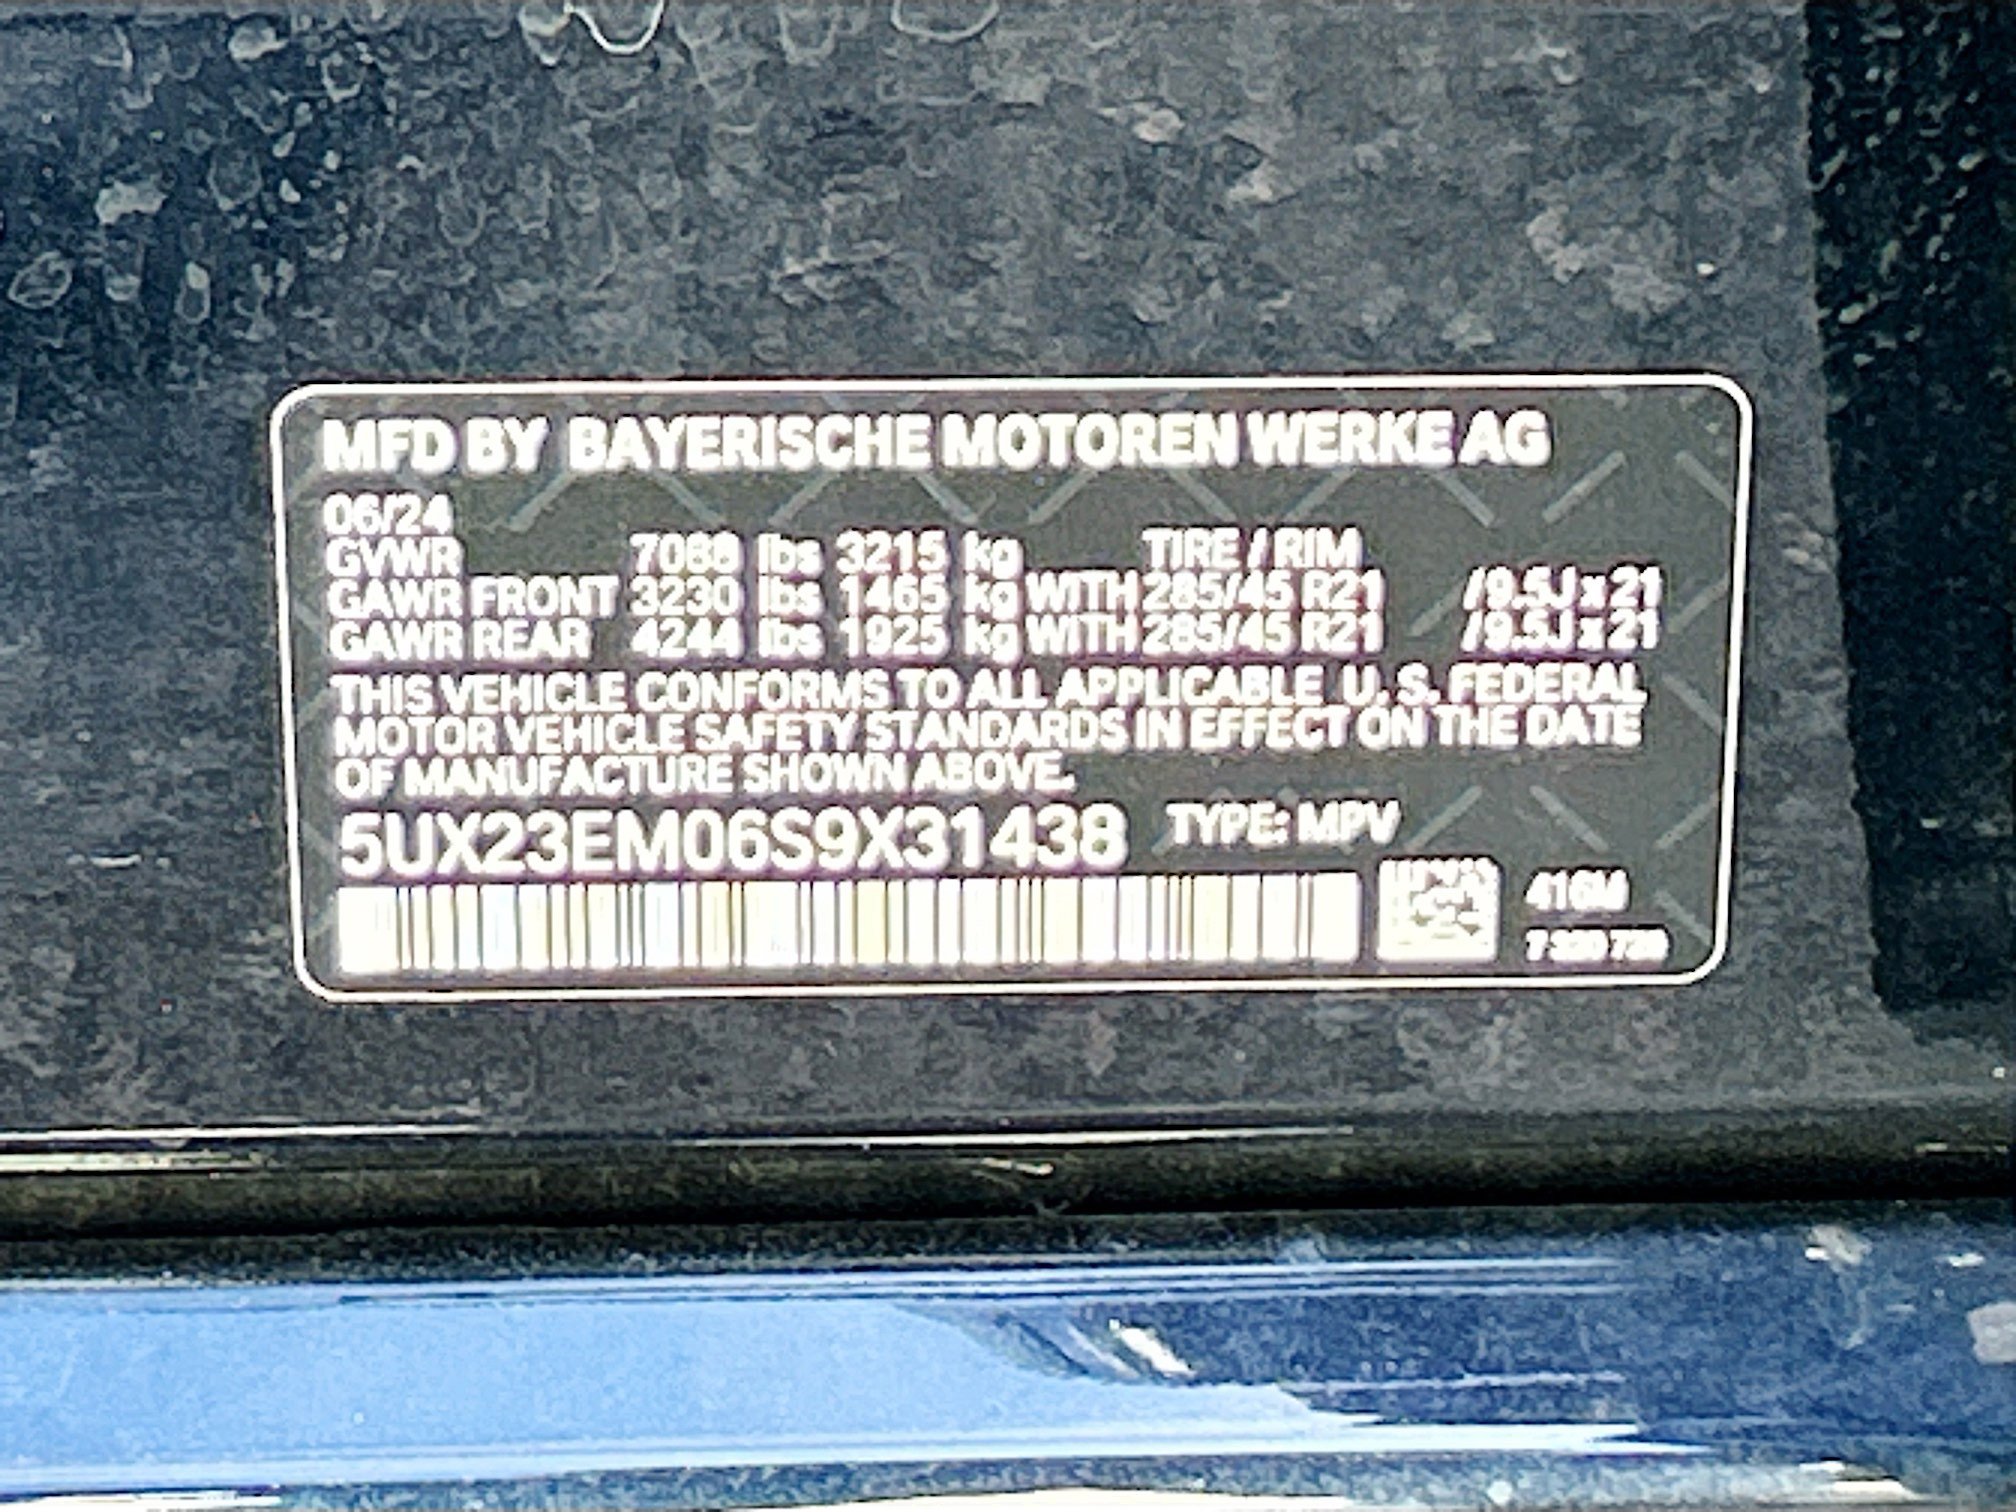 MFD BY BAYERISCHE MOTOREN WERKE AG
06/24
GVWR 7088 lbs 3215 kg TIRE / RIM
GAWR FRONT 3230 lbs 1465 kg WITH 285/45 R21 / 9.5J x 21
GAWR REAR 4244 lbs 1925 kg WITH 285/45 R21 / 9.5J x 21
THIS VEHICLE CONFORMS TO ALL APPLICABLE U.S. FEDERAL
MOTOR VEHICLE SAFETY STANDARDS IN EFFECT ON THE DATE
OF MANUFACTURE SHOWN ABOVE.
5UX23EM06S9X31438 TYPE: MPV